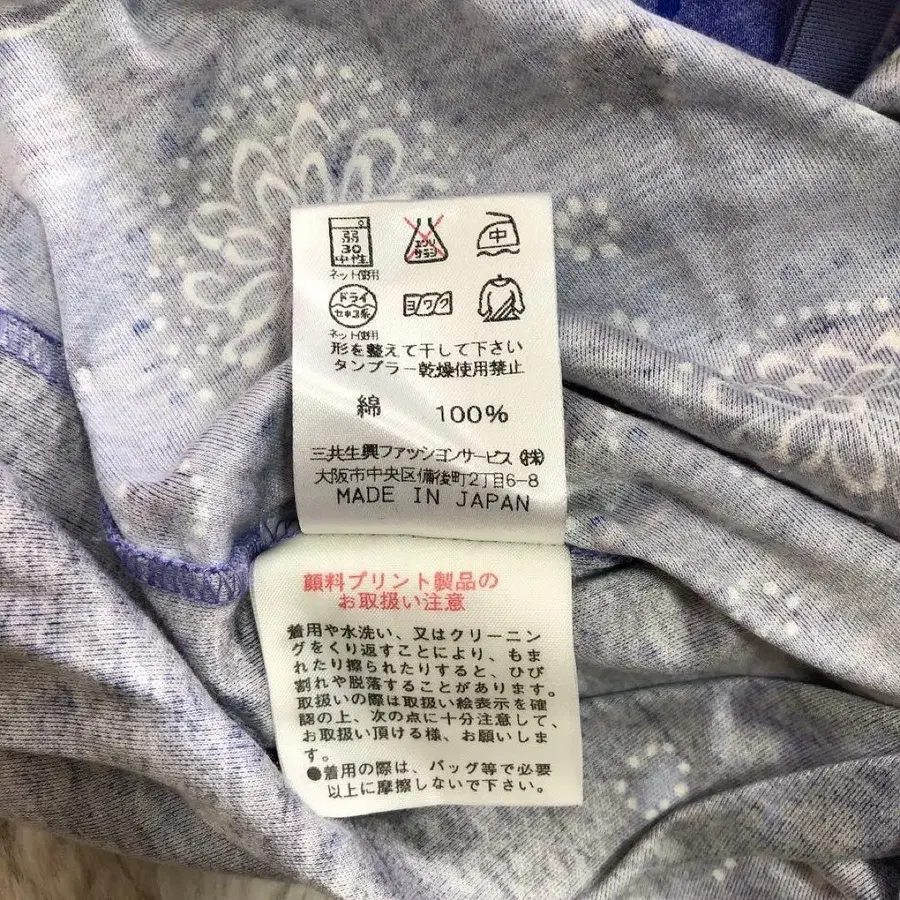 弱
30
中性
ネット使用
エンソ
サラシ
中
ドライ
セキユ系
ネット使用
ヨワク
形を整えて干して下さい
タンブラー乾燥使用禁止
綿 100%
三共生興ファッションサービス(株)
大阪市中央区備後町2丁目6-8
MADE IN JAPAN
顔料プリント製品の
お取扱い注意
着用や水洗い、又はクリーニン
グをくり返すことにより、もま
れたり擦られたりすると、ひび
割れや脱落することがあります。
取扱いの際は取扱い絵表示を確
認の上、次の点に十分注意して、
お取扱い頂ける様、お願いしま
す。
●着用の際は、バッグ等で必要
以上に摩擦しないで下さい。